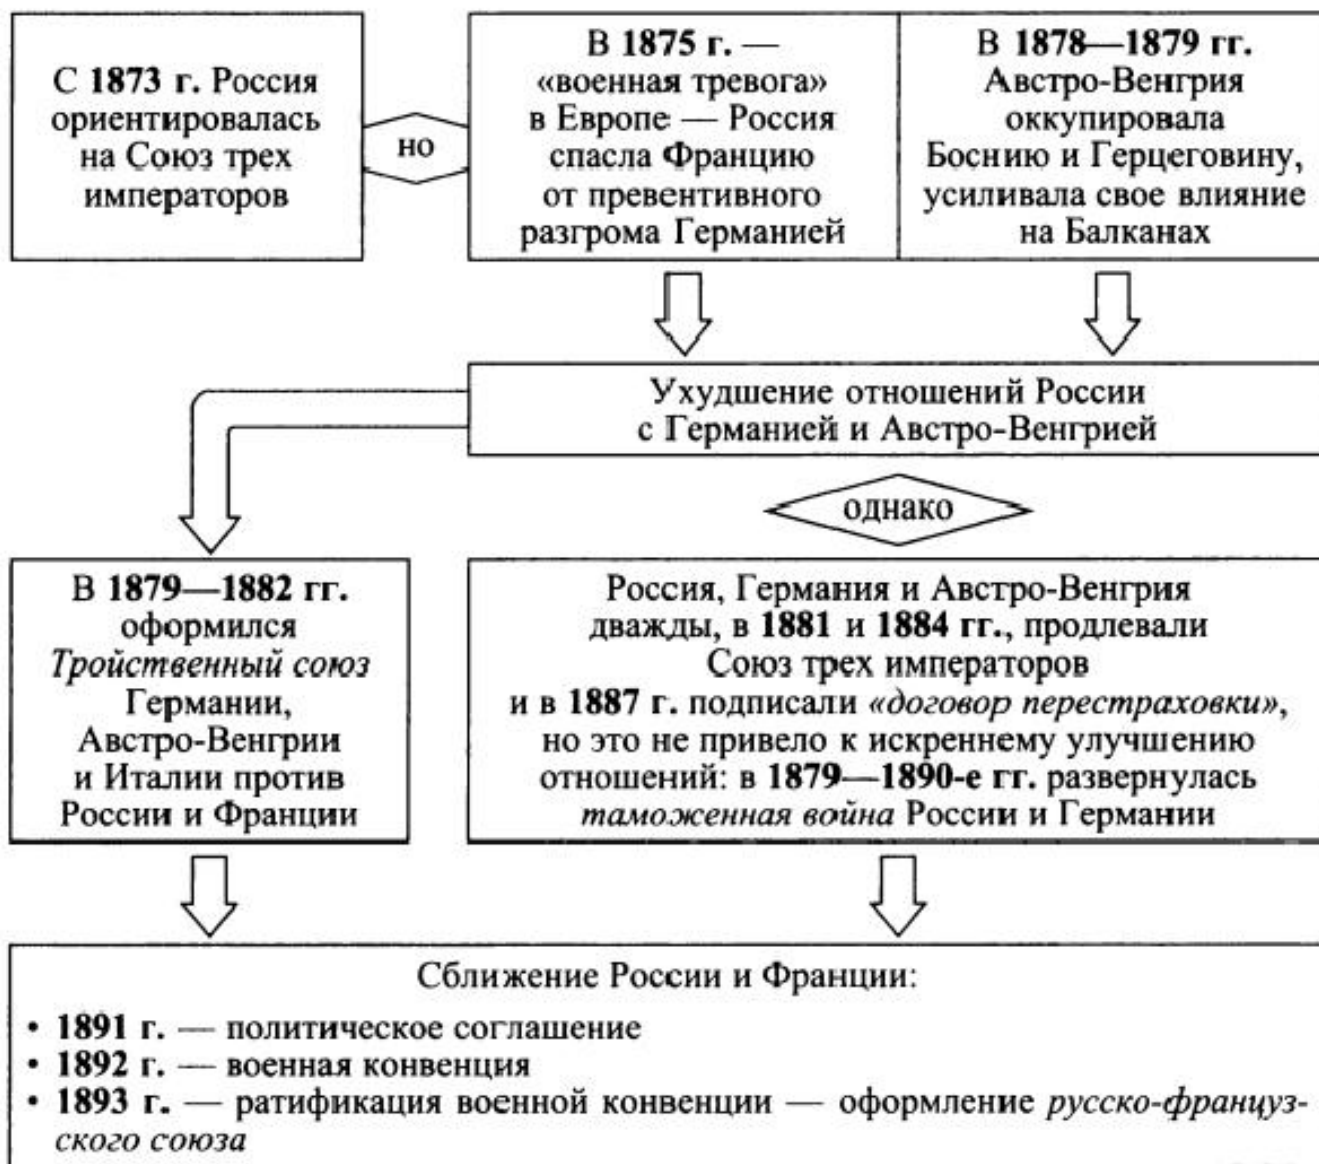 С 1873 г. Россия
ориентировалась
на Союз трех
императоров
но
В 1875 г. —
«военная тревога»
в Европе — Россия
спасла Францию
от превентивного
разгрома Германией
В 1878—1879 гг.
Австро-Венгрия
оккупировала
Боснию и Герцеговину,
усиливала свое влияние
на Балканах
Ухудшение отношений России
с Германией и Австро-Венгрией
однако
В 1879—1882 гг.
оформился
Тройственный союз
Германии,
Австро-Венгрии
и Италии против
России и Франции
Россия, Германия и Австро-Венгрия
дважды, в 1881 и 1884 гг., продлевали
Союз трех императоров
и в 1887 г. подписали «договор перестраховки»,
но это не привело к искреннему улучшению
отношений: в 1879—1890-е гг. развернулась
таможенная война России и Германии
Сближение России и Франции:
• 1891 г. — политическое соглашение
• 1892 г. — военная конвенция
• 1893 г. — ратификация военной конвенции — оформление русско-француз-
ского союза